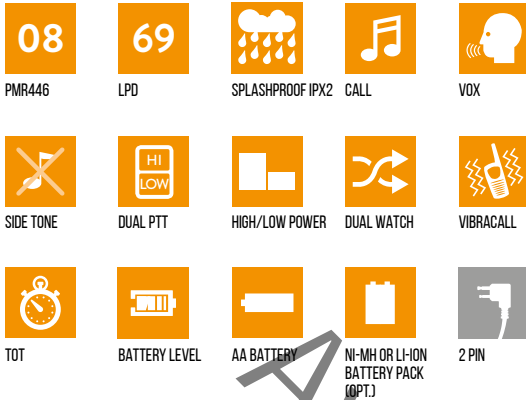 08
69
PMR446
LPD
SPLASHPROOF IPX2
CALL
VOX
HI
LOW
SIDE TONE
DUAL PTT
HIGH/LOW POWER
DUAL WATCH
VIBRACALL
TOT
BATTERY LEVEL
AA BATTERY
NI-MH OR LI-ION
BATTERY PACK
(OPT.)
2 PIN